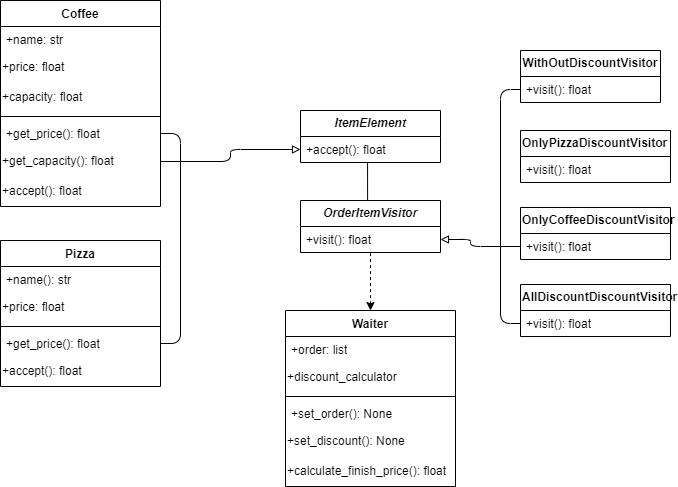 Coffee
+name: str
+price: float
+capacity: float
+get_price(): float
+get_capacity(): float
+accept(): float
Pizza
+name(): str
+price: float
+get_price(): float
+accept(): float
ItemElement
+accept(): float
OrderItemVisitor
+visit(): float
Waiter
+order: list
+discount_calculator
+set_order(): None
+set_discount(): None
+calculate_finish_price(): float
WithOutDiscountVisitor
+visit(): float
OnlyPizzaDiscountVisitor
+visit(): float
OnlyCoffeeDiscountVisitor
+visit(): float
AllDiscountDiscountVisitor
+visit(): float